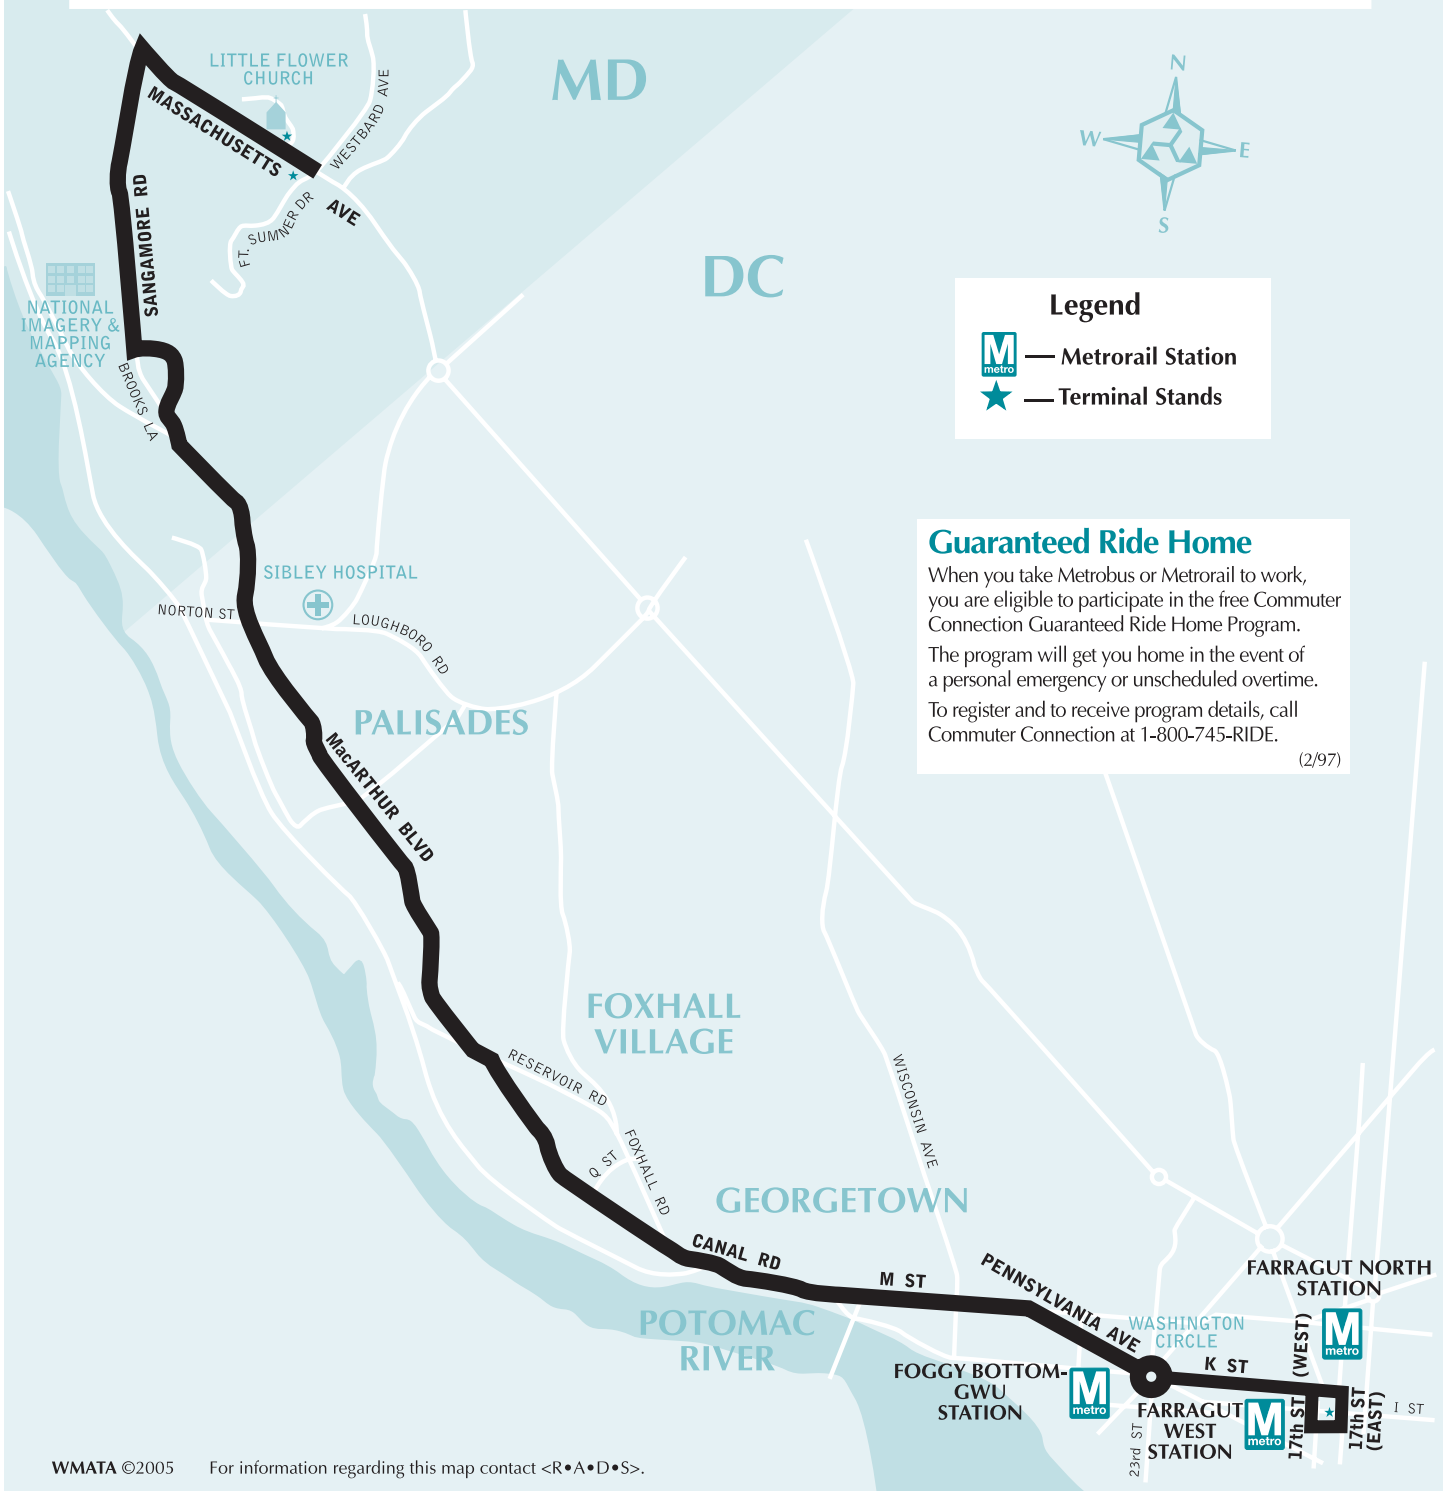 LITTLE FLOWER
CHURCH
MD
MASSACHUSETTS
AVE
WESTBARD AVE
FT. SUMNER DR
SANGAMORE RD
N
W
E
S
DC
NATIONAL
IMAGERY &
MAPPING
AGENCY
BROOKS LA
Legend
M
metro
Metrorail Station
Terminal Stands
Guaranteed Ride Home
When you take Metrobus or Metrorail to work,
you are eligible to participate in the free Commuter
Connection Guaranteed Ride Home Program.
The program will get you home in the event of
a personal emergency or unscheduled overtime.
To register and to receive program details, call
Commuter Connection at 1-800-745-RIDE.
(2/97)
SIBLEY HOSPITAL
NORTON ST
LOUGHBORO RD
PALISADES
MacARTHUR BLVD
FOXHALL
VILLAGE
RESERVOIR RD
Q ST
FOXHALL RD
WISCONSIN AVE
GEORGETOWN
CANAL RD
M ST
PENNSYLVANIA AVE
POTOMAC
RIVER
WASHINGTON
CIRCLE
FARRAGUT NORTH
STATION
M
metro
K ST
FOGGY BOTTOM-
GWU
STATION
M
metro
23rd ST
FARRAGUT
WEST
STATION
M
metro
17th ST (WEST)
17th ST
(EAST)
I ST
WMATA ©2005 For information regarding this map contact <R•A•D•S>.